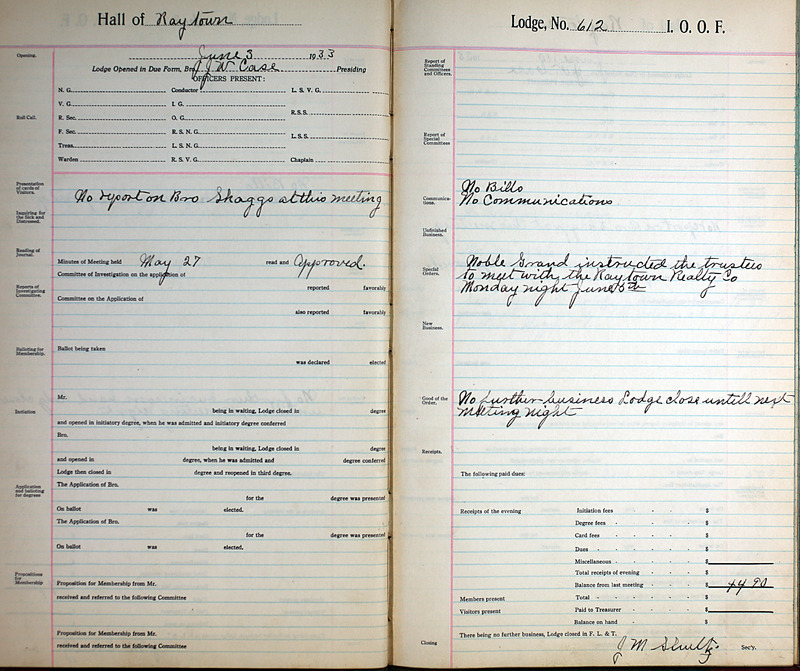 Hall of Raytown
Opening.
June 3 1933
Lodge Opened in Due Form, Bro. J W Case Presiding
OFFICERS PRESENT:
Roll Call.
N. G. Conductor L. S. V. G.
V. G. I. G.
R. S. S.
R. Sec. O. G.
F. Sec. R. S. N. G.
L. S. S.
Treas. L. S. N. G.
Warden R. S. V. G. Chaplain
Presentation of cards of Visitors.
No report on Bro Skaggs at this meeting
Inquiring for the Sick and Distressed.
Reading of Journal.
Minutes of Meeting held May 27 read and Approved.
Committee of Investigation on the application of
Reports of Investigating Committee.
reported favorably
Committee on the Application of
also reported favorably
Balloting for Membership.
Ballot being taken
was declared elected
Mr.
Initiation
being in waiting, Lodge closed in degree
and opened in initiatory degree, when he was admitted and initiatory degree conferred
Bro.
being in waiting, Lodge closed in degree
and opened in degree, when he was admitted and degree conferred
Lodge then closed in degree and reopened in third degree.
Application and balloting for degrees
The Application of Bro.
for the degree was presented
On ballot was elected.
The Application of Bro.
for the degree was presented
On ballot was elected.
Propositions for Membership
Proposition for Membership from Mr.
received and referred to the following Committee
Proposition for Membership from Mr.
received and referred to the following Committee
Lodge, No. 612 I. O. O. F.
Report of Standing Committees and Officers.
Report of Special Committees
No Bills
Communications.
No Communications
Unfinished Business.
Special Orders.
Noble Grand instructed the trustees
to meet with the Raytown Realty Co
Monday night June 5th
New Business.
Good of the Order.
No further business Lodge close untill next
meeting night
Receipts.
The following paid dues:
Receipts of the evening Initiation fees $
Degree fees $
Card fees $
Dues $
Miscellaneous $
Total receipts of evening $
Balance from last meeting $ 44 90
Members present Total $
Visitors present Paid to Treasurer $
Balance on hand $
Closing
There being no further business, Lodge closed in F. L. & T.
J M Sec'y.